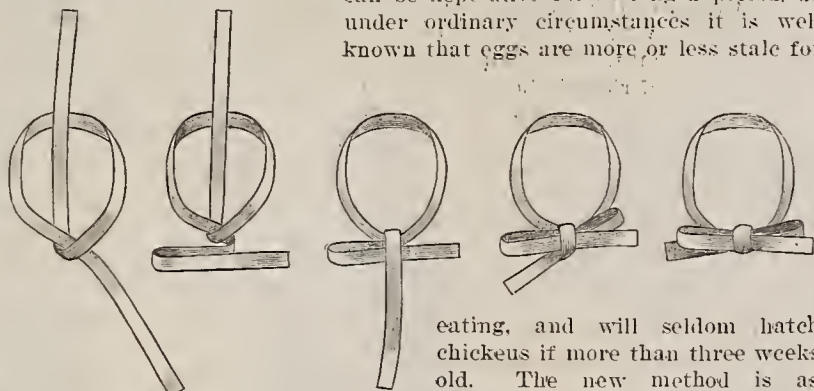 under ordinary circumstances it is well
known that eggs are more or less stale for
eating, and will seldom hatch
chickeus if more than three weeks
old. The new method is as